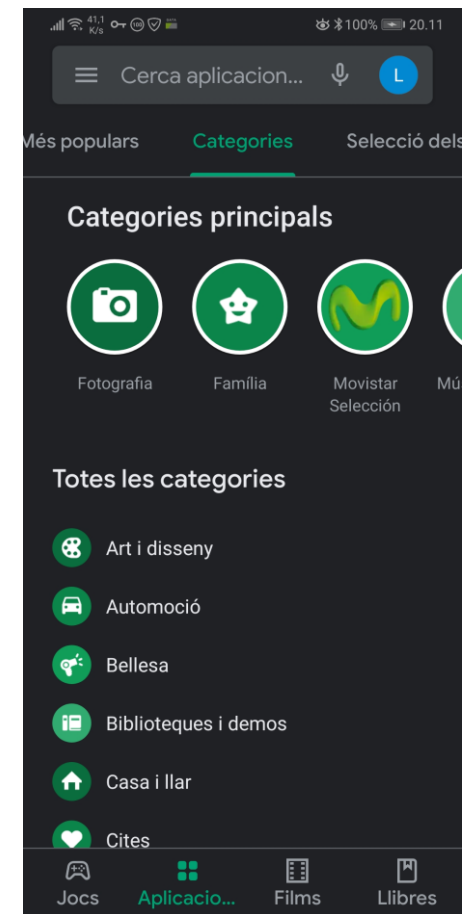 41,1 K/s 100% 20.11
Cerca aplicacion...
L
Més populars Categories Selecció dels
Categories principals
Fotografia Família Movistar Selección Mú
Totes les categories
Art i disseny
Automoció
Bellesa
Biblioteques i demos
Casa i llar
Cites
Jocs Aplicacio... Films Llibres